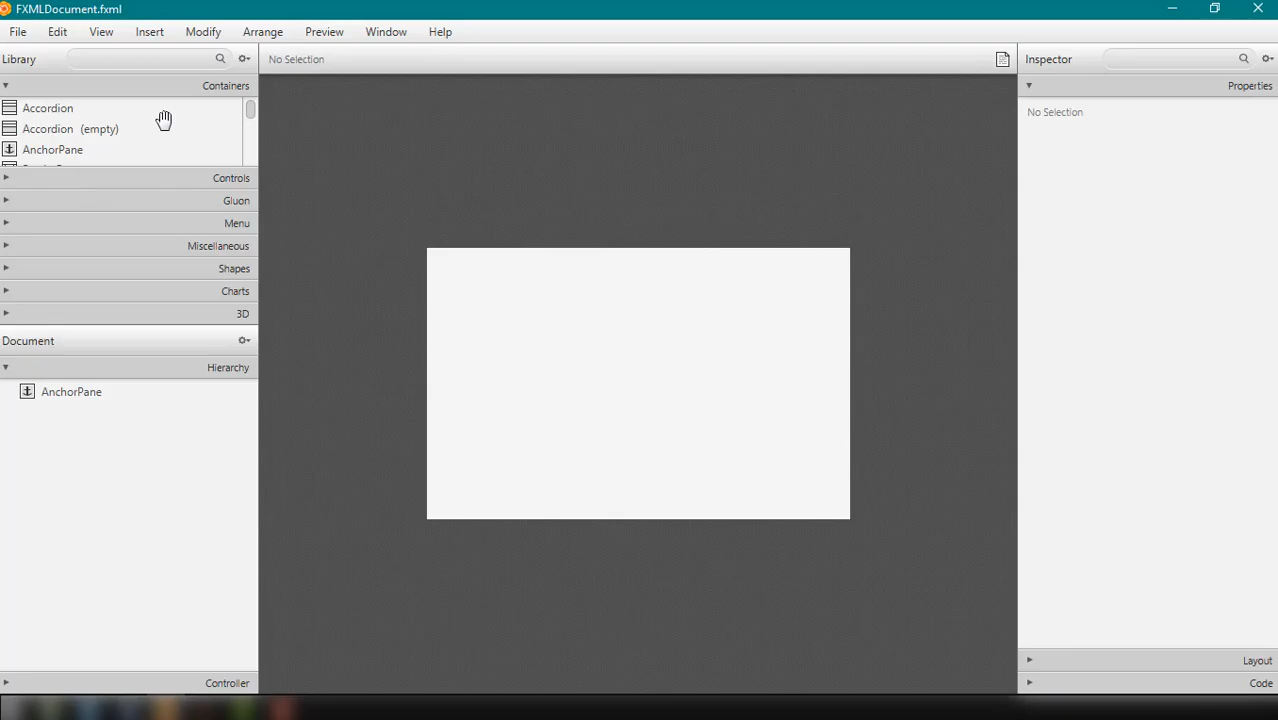 FXMLDocument.fxml
File Edit View Insert Modify Arrange Preview Window Help
Library
No Selection
Inspector
Containers
Properties
Accordion
Accordion (empty)
AnchorPane
No Selection
Controls
Gluon
Menu
Miscellaneous
Shapes
Charts
3D
Document
Hierarchy
AnchorPane
Controller
Layout
Code